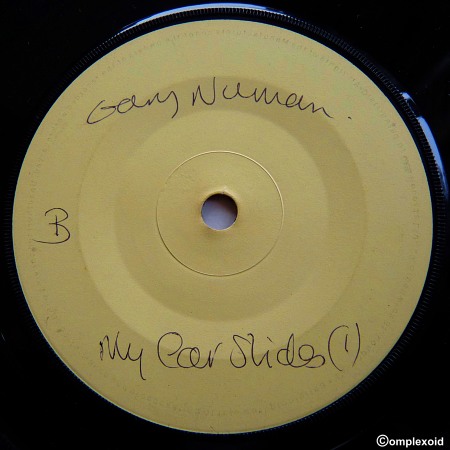 Gary Numan.
B
My Car Slides (1)
©omplexoid